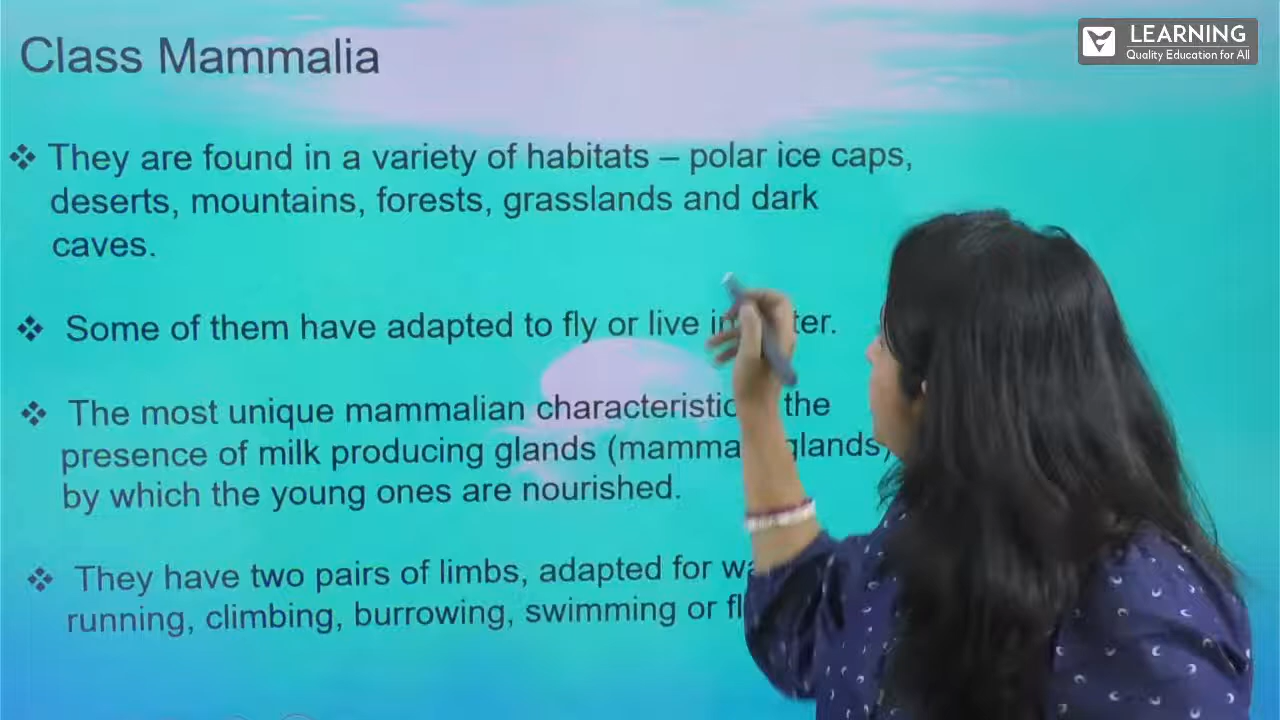 Class Mammalia
LEARNING
Quality Education for All
❖ They are found in a variety of habitats – polar ice caps,
deserts, mountains, forests, grasslands and dark
caves.
❖ Some of them have adapted to fly or live
❖ The most unique mammalian the
presence of milk producing glands
by which the young ones are nourished.
❖ They have two pairs of limbs, adapted for
running, climbing, burrowing, swimming or